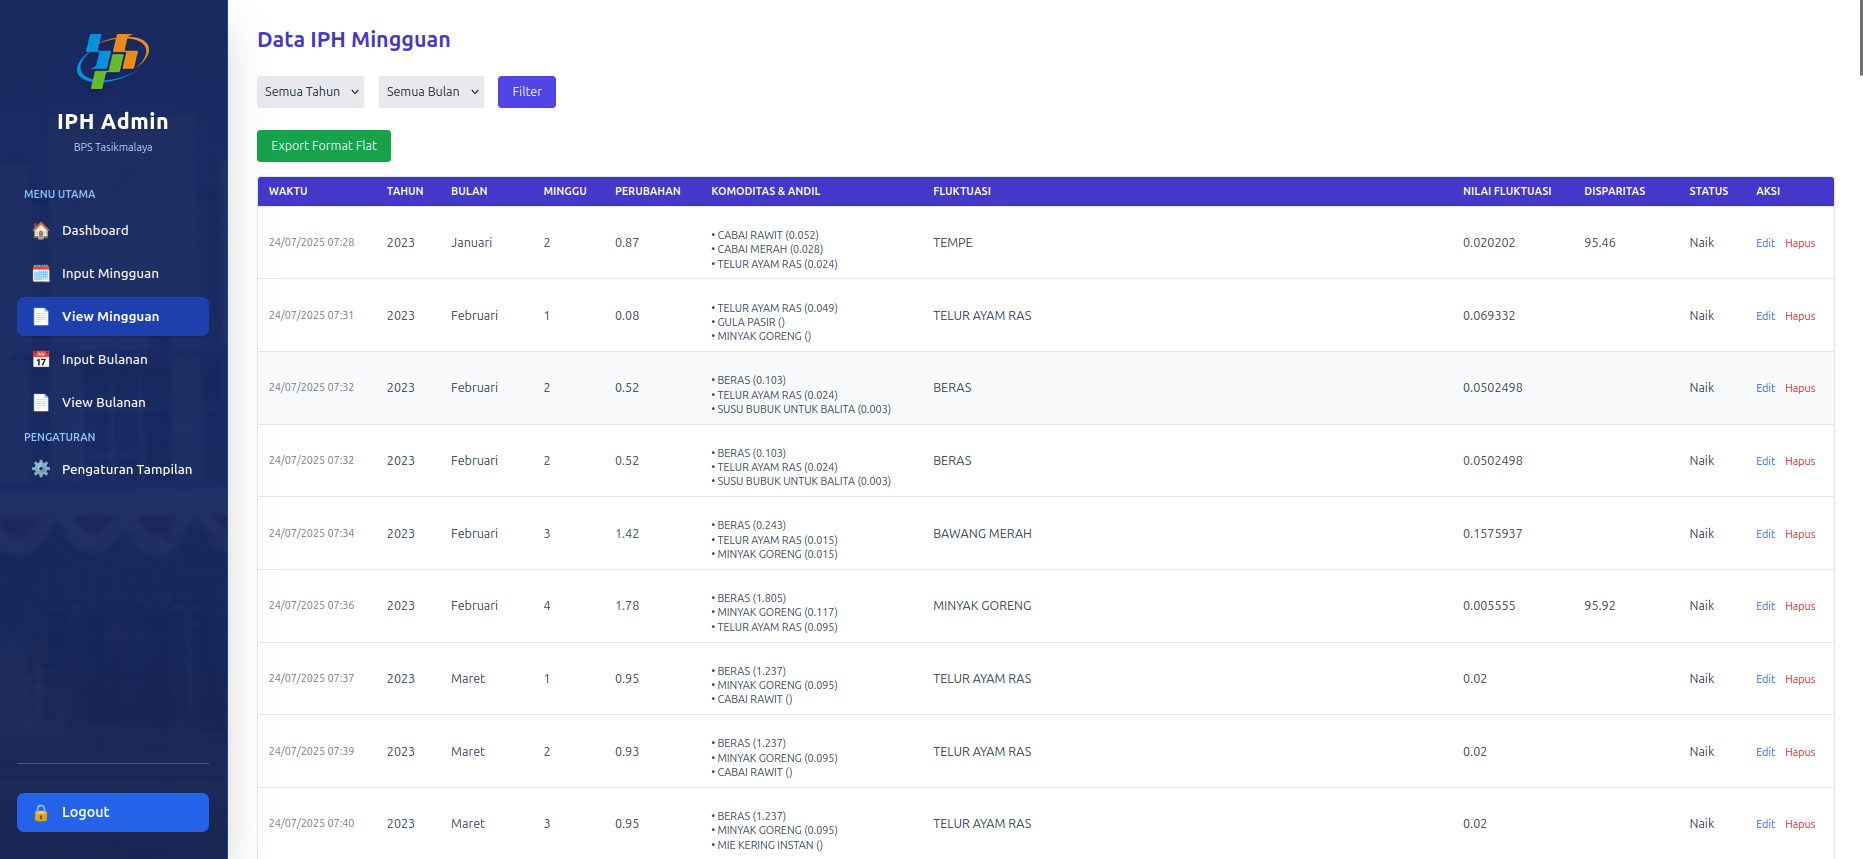 IPH Admin
BPS Tasikmalaya
MENU UTAMA
Dashboard
Input Mingguan
View Mingguan
Input Bulanan
View Bulanan
PENGATURAN
Pengaturan Tampilan
Logout
Data IPH Mingguan
Semua Tahun Semua Bulan Filter
Export Format Flat
WAKTU TAHUN BULAN MINGGU PERUBAHAN KOMODITAS & ANDIL FLUKTUASI NILAI FLUKTUASI DISPARITAS STATUS AKSI
• CABAI RAWIT (0.052)
24/07/2025 07:28 2023 Januari 2 0.87 • CABAI MERAH (0.028) TEMPE 0.020202 95.46 Naik Edit Hapus
• TELUR AYAM RAS (0.024)
• TELUR AYAM RAS (0.049)
24/07/2025 07:31 2023 Februari 1 0.08 • GULA PASIR () TELUR AYAM RAS 0.069332 Naik Edit Hapus
• MINYAK GORENG ()
• BERAS (0.103)
24/07/2025 07:32 2023 Februari 2 0.52 • TELUR AYAM RAS (0.024) BERAS 0.0502498 Naik Edit Hapus
• SUSU BUBUK UNTUK BALITA (0.003)
• BERAS (0.103)
24/07/2025 07:32 2023 Februari 2 0.52 • TELUR AYAM RAS (0.024) BERAS 0.0502498 Naik Edit Hapus
• SUSU BUBUK UNTUK BALITA (0.003)
• BERAS (0.243)
24/07/2025 07:34 2023 Februari 3 1.42 • TELUR AYAM RAS (0.015) BAWANG MERAH 0.1575937 Naik Edit Hapus
• MINYAK GORENG (0.015)
• BERAS (1.805)
24/07/2025 07:36 2023 Februari 4 1.78 • MINYAK GORENG (0.117) MINYAK GORENG 0.005555 95.92 Naik Edit Hapus
• TELUR AYAM RAS (0.095)
• BERAS (1.237)
24/07/2025 07:37 2023 Maret 1 0.95 • MINYAK GORENG (0.095) TELUR AYAM RAS 0.02 Naik Edit Hapus
• CABAI RAWIT ()
• BERAS (1.237)
24/07/2025 07:39 2023 Maret 2 0.93 • MINYAK GORENG (0.095) TELUR AYAM RAS 0.02 Naik Edit Hapus
• CABAI RAWIT ()
• BERAS (1.237)
24/07/2025 07:40 2023 Maret 3 0.95 • MINYAK GORENG (0.095) TELUR AYAM RAS 0.02 Naik Edit Hapus
• MIE KERING INSTAN ()